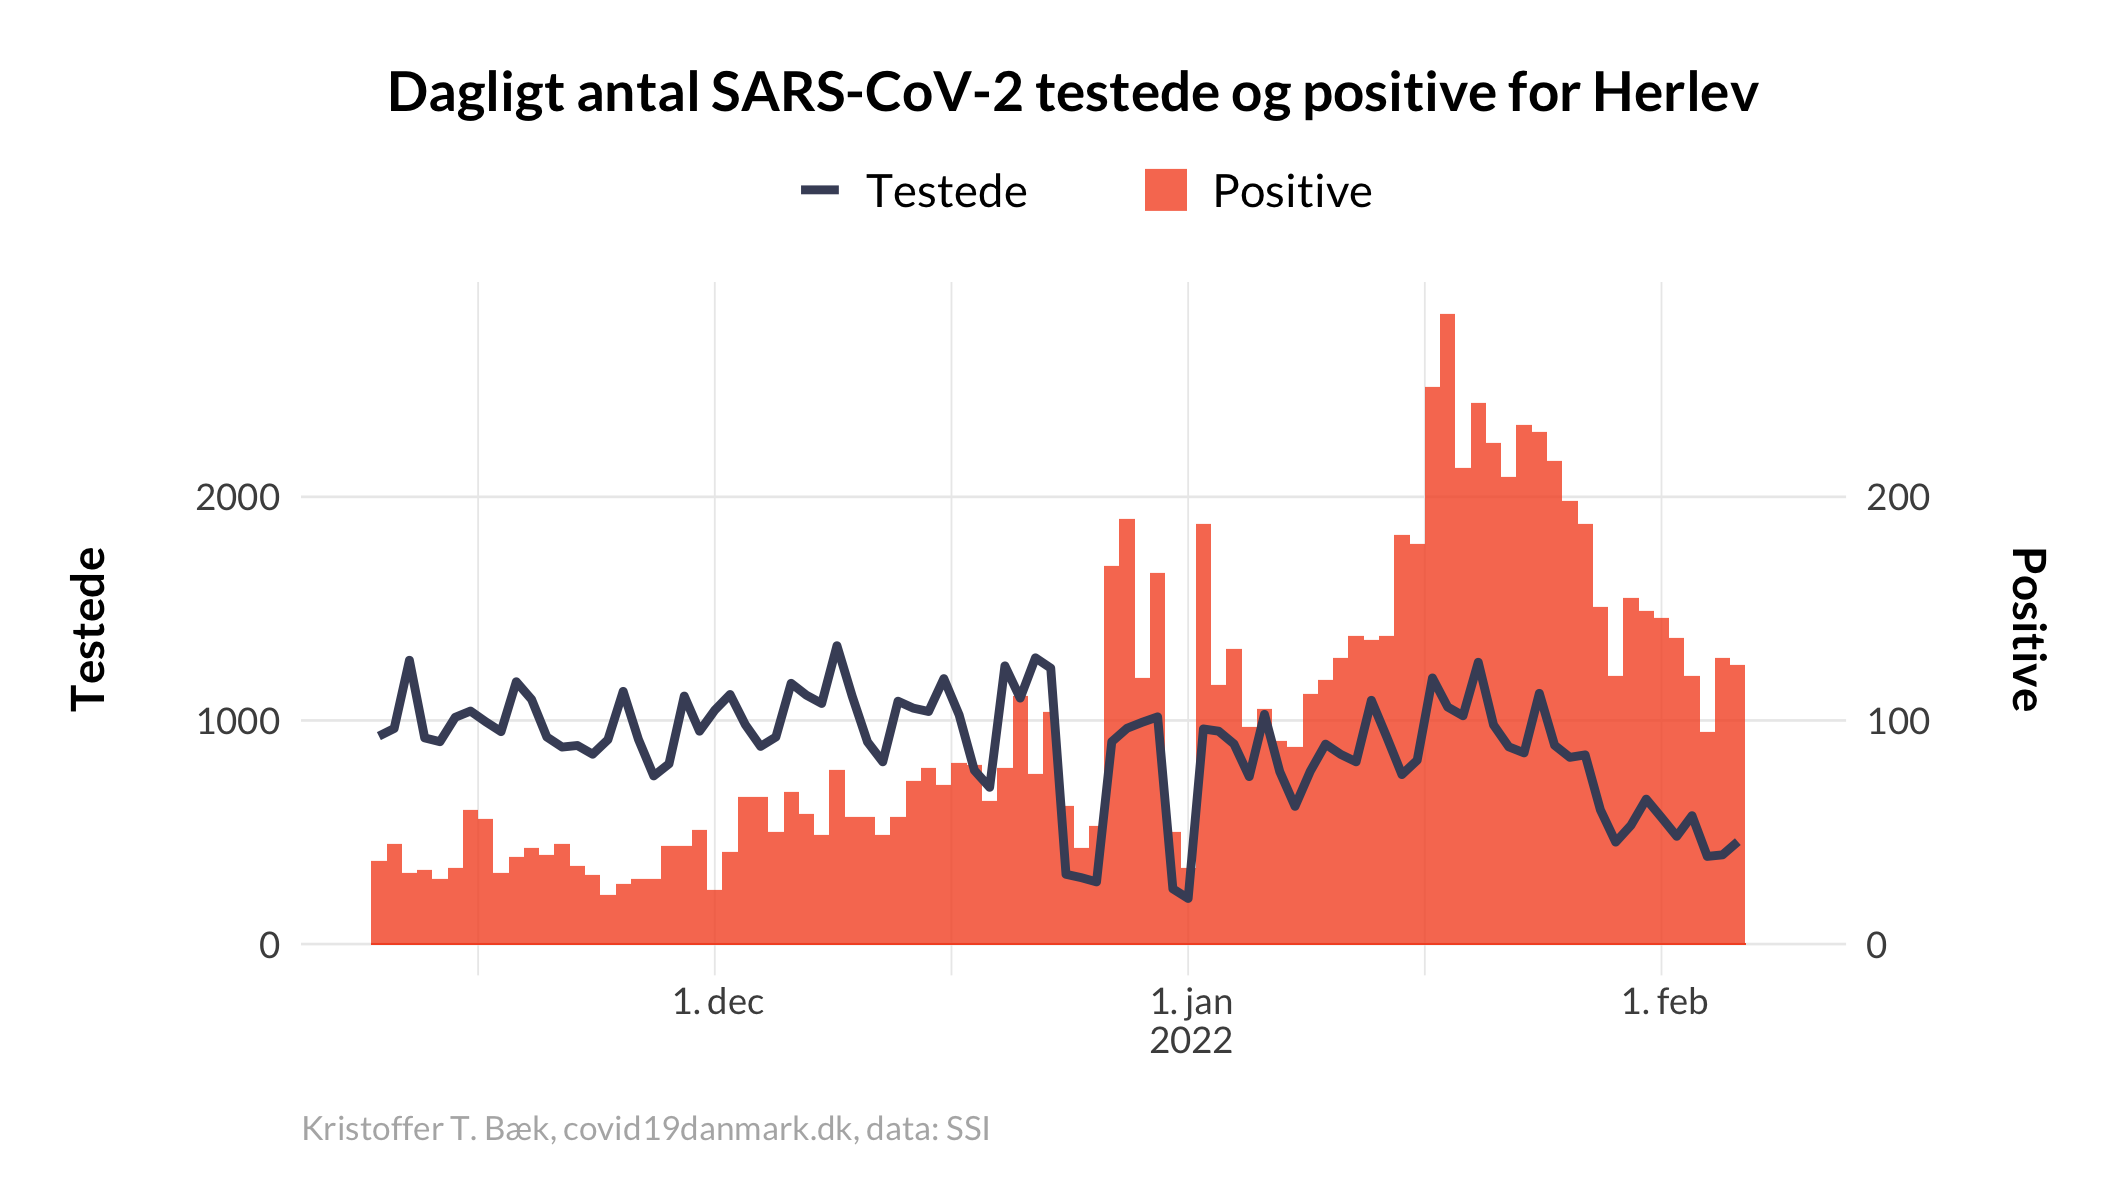 Dagligt antal SARS-CoV-2 testede og positive for Herlev
Testede
Positive
Testede
2000
1000
0
200
100
0
Positive
1. dec
1. jan
2022
1. feb
Kristoffer T. Bæk, covid19danmark.dk, data: SSI